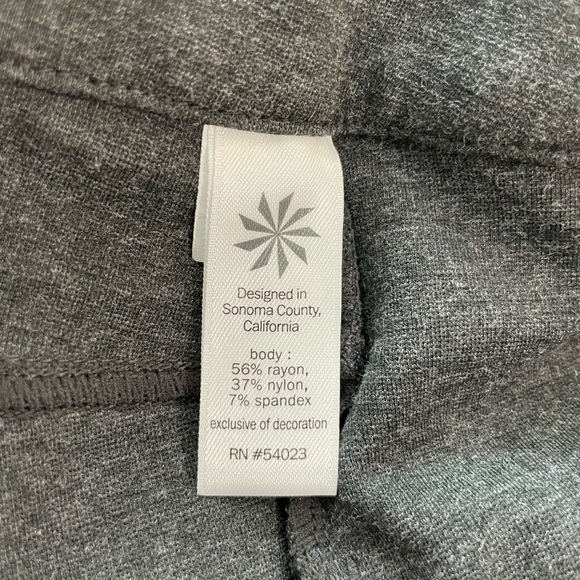 Designed in
Sonoma County,
California
body :
56% rayon,
37% nylon,
7% spandex
exclusive of decoration
RN #54023